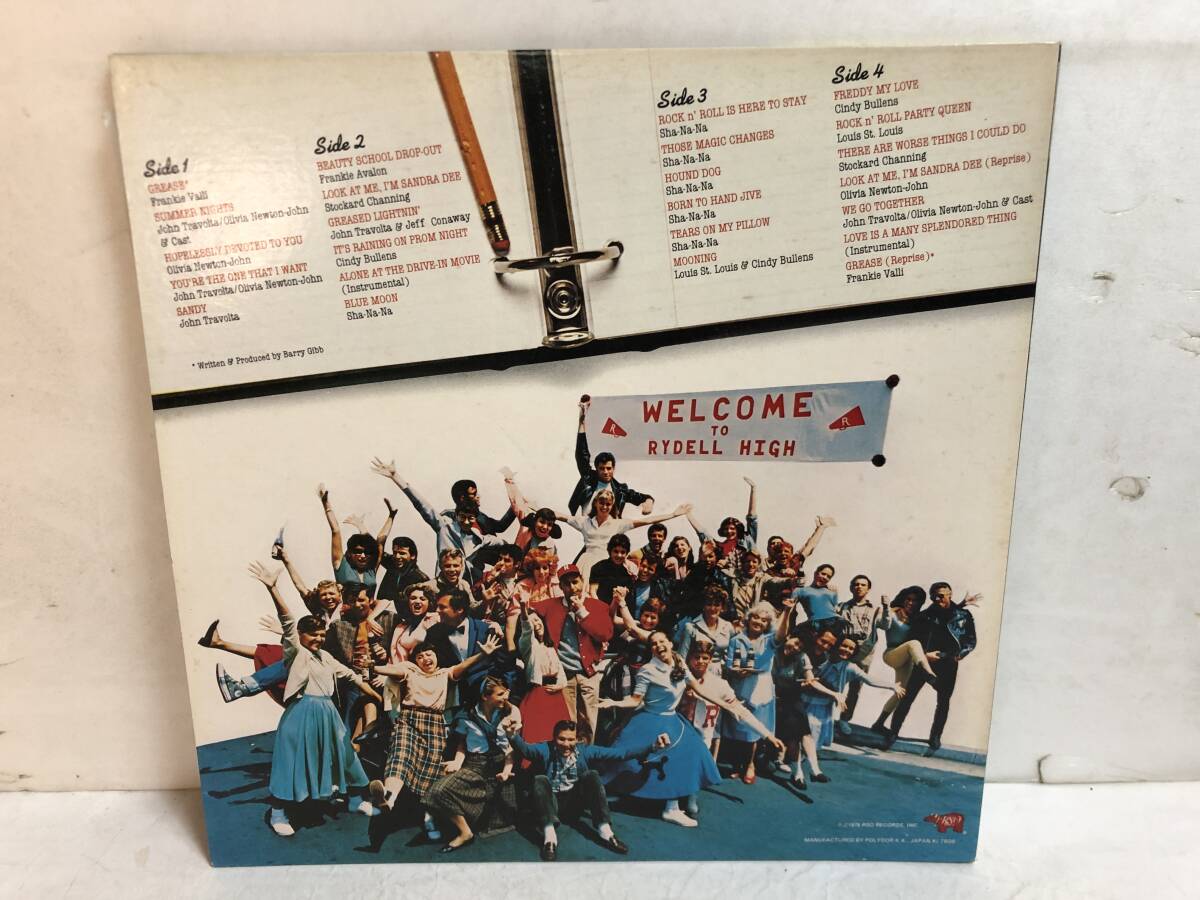 Side 1
GREASE*
Frankie Valli
SUMMER NIGHTS
John Travolta/Olivia Newton-John
& Cast
HOPELESSLY DEVOTED TO YOU
Olivia Newton-John
YOU'RE THE ONE THAT I WANT
John Travolta/Olivia Newton-John
SANDY
John Travolta
* Written & Produced by Barry Gibb
Side 2
BEAUTY SCHOOL DROP-OUT
Frankie Avalon
LOOK AT ME, I'M SANDRA DEE
Stockard Channing
GREASED LIGHTNIN'
John Travolta & Jeff Conaway
IT'S RAINING ON PROM NIGHT
Cindy Bullens
ALONE AT THE DRIVE-IN MOVIE
(Instrumental)
BLUE MOON
Sha-Na-Na
Side 3
ROCK n' ROLL IS HERE TO STAY
Sha-Na-Na
THOSE MAGIC CHANGES
Sha-Na-Na
HOUND DOG
Sha-Na-Na
BORN TO HAND JIVE
Sha-Na-Na
TEARS ON MY PILLOW
Sha-Na-Na
MOONING
Louis St. Louis & Cindy Bullens
Side 4
FREDDY MY LOVE
Cindy Bullens
ROCK n' ROLL PARTY QUEEN
Louis St. Louis
THERE ARE WORSE THINGS I COULD DO
Stockard Channing
LOOK AT ME, I'M SANDRA DEE (Reprise)
Olivia Newton-John
WE GO TOGETHER
John Travolta/Olivia Newton-John & Cast
LOVE IS A MANY SPLENDORED THING
(Instrumental)
GREASE (Reprise)*
Frankie Valli
WELCOME
TO
RYDELL HIGH
R
R
R
1978 RSO RECORDS, INC.
RSO
MANUFACTURED BY POLYDOR K.K., JAPAN